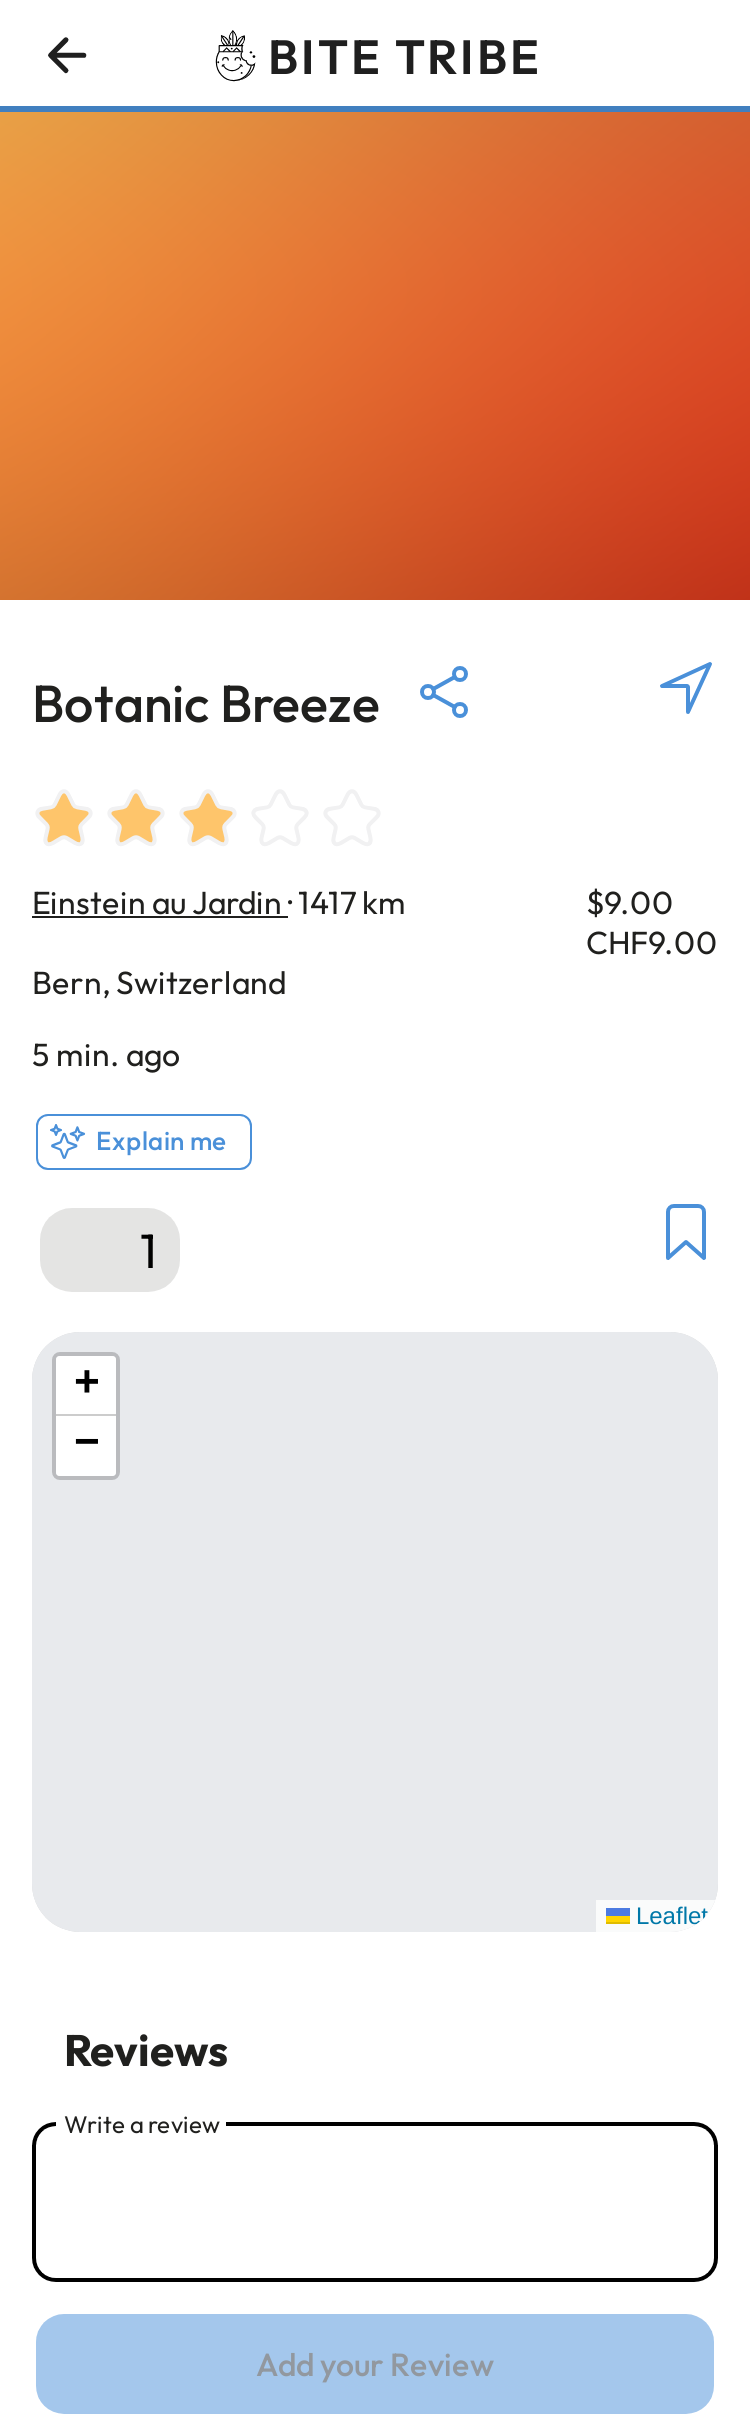 BITE TRIBE
Botanic Breeze
Einstein au Jardin · 1417 km
$9.00
CHF9.00
Bern, Switzerland
5 min. ago
Explain me
1
+
−
Leaflet
Reviews
Write a review
Add your Review